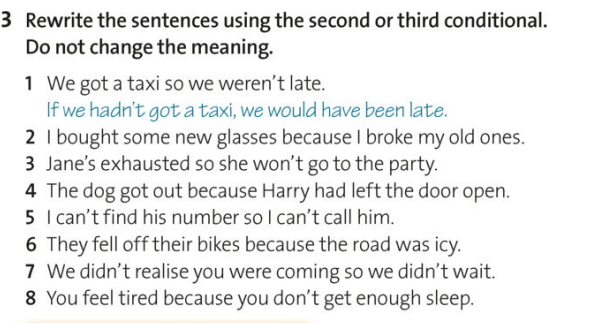 3 Rewrite the sentences using the second or third conditional.
Do not change the meaning.
1 We got a taxi so we weren't late.
If we hadn't got a taxi, we would have been late.
2 I bought some new glasses because I broke my old ones.
3 Jane's exhausted so she won't go to the party.
4 The dog got out because Harry had left the door open.
5 I can't find his number so I can't call him.
6 They fell off their bikes because the road was icy.
7 We didn't realise you were coming so we didn't wait.
8 You feel tired because you don't get enough sleep.